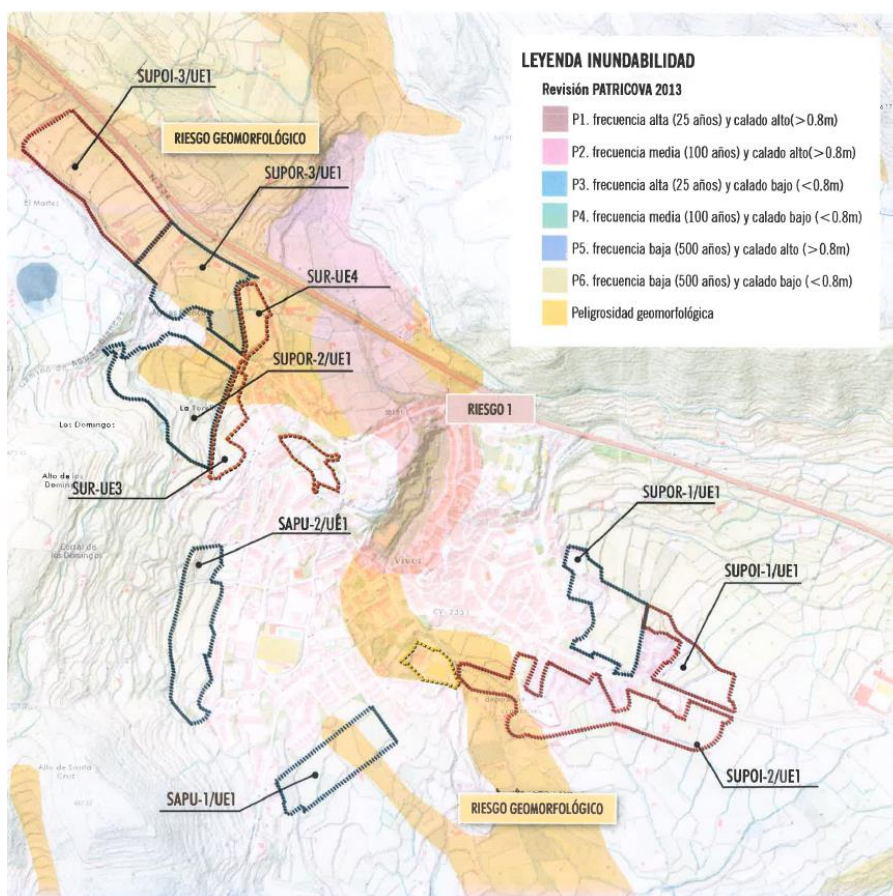 SUPOI-3/UE1
RIESGO GEOMORFOLÓGICO
SUPOR-3/UE1
El Martes
SUR-UE4
SUPOR-2/UE1
Los Domingos
SUR-UE3
SAPU-2/UE1
RIESGO 1
Viver
SUPOR-1/UE1
SUPOI-1/UE1
SUPOI-2/UE1
SAPU-1/UE1
RIESGO GEOMORFOLÓGICO
LEYENDA INUNDABILIDAD
Revisión PATRICOVA 2013
P1. frecuencia alta (25 años) y calado alto(>0.8m)
P2. frecuencia media (100 años) y calado alto(>0.8m)
P3. frecuencia alta (25 años) y calado bajo (<0.8m)
P4. frecuencia media (100 años) y calado bajo (<0.8m)
P5. frecuencia baja (500 años) y calado alto (>0.8m)
P6. frecuencia baja (500 años) y calado bajo (<0.8m)
Peligrosidad geomorfológica